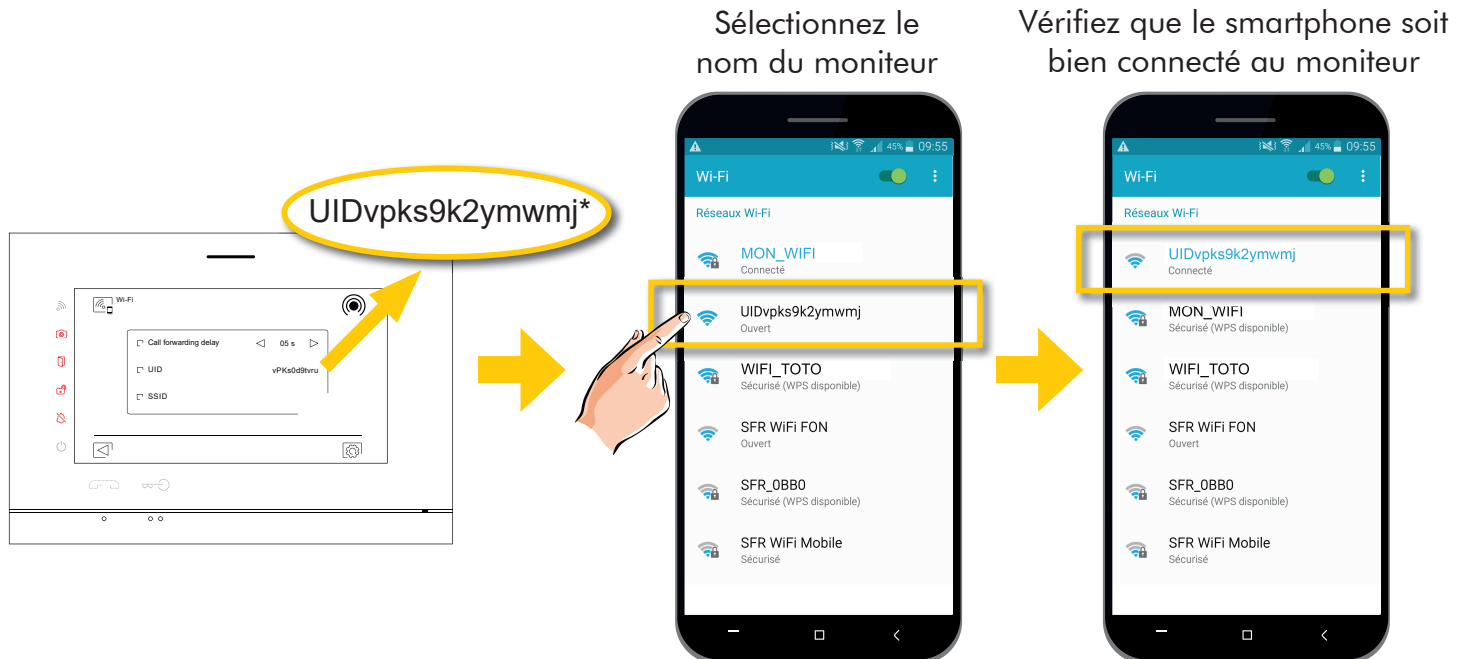 Sélectionnez le
nom du moniteur
Vérifiez que le smartphone soit
bien connecté au moniteur
UIDvpks9k2ymwmj*
Wi-Fi
Call forwarding delay 05 s
UID vPKs0d9tvru
SSID
45% 09:55
Wi-Fi
Réseaux Wi-Fi
MON_WIFI
Connecté
UIDvpks9k2ymwmj
Ouvert
WIFI_TOTO
Sécurisé (WPS disponible)
SFR WiFi FON
Ouvert
SFR_0BB0
Sécurisé (WPS disponible)
SFR WiFi Mobile
Sécurisé
45% 09:55
Wi-Fi
Réseaux Wi-Fi
UIDvpks9k2ymwmj
Connecté
MON_WIFI
Sécurisé (WPS disponible)
WIFI_TOTO
Sécurisé (WPS disponible)
SFR WiFi FON
Ouvert
SFR_0BB0
Sécurisé (WPS disponible)
SFR WiFi Mobile
Sécurisé